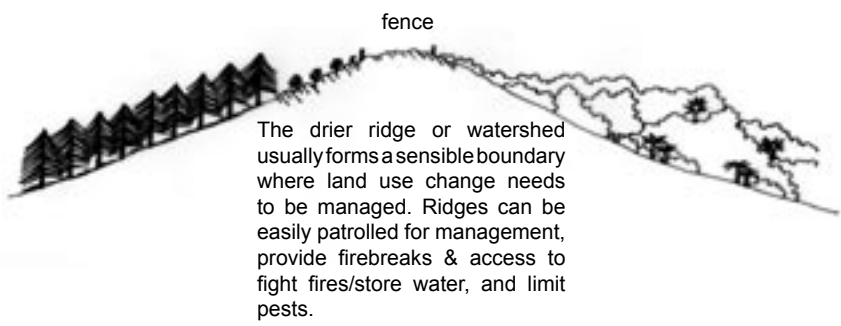 fence
The drier ridge or watershed
usually forms a sensible boundary
where land use change needs
to be managed. Ridges can be
easily patrolled for management,
provide firebreaks & access to
fight fires/store water, and limit
pests.